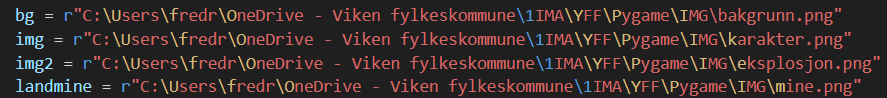 bg = r"C:\Users\fredr\OneDrive - Viken fylkeskommune\1IMA\YFF\Pygame\IMG\bakgrunn.png"
img = r"C:\Users\fredr\OneDrive - Viken fylkeskommune\1IMA\YFF\Pygame\IMG\karakter.png"
img2 = r"C:\Users\fredr\OneDrive - Viken fylkeskommune\1IMA\YFF\Pygame\IMG\eksplosjon.png"
landmine = r"C:\Users\fredr\OneDrive - Viken fylkeskommune\1IMA\YFF\Pygame\IMG\mine.png"